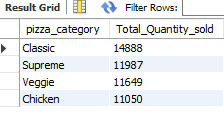 Result Grid Filter Rows:
pizza_category Total_Quantity_sold
Classic 14888
Supreme 11987
Veggie 11649
Chicken 11050